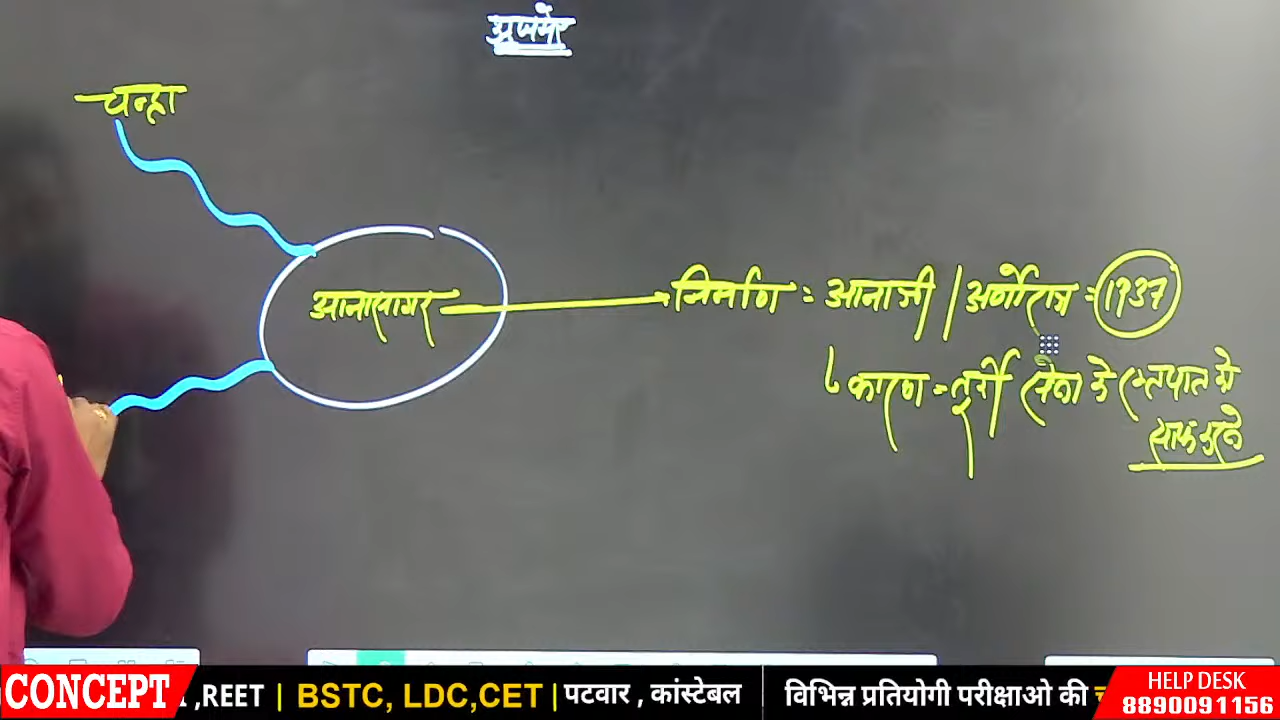 अजमेर
चन्द्रा
आनासागर
निर्माण = आनाजी / अर्णोराज = 1137
कारण = तुर्की सेना के रक्तपात को
साफ करने
CONCEPT
,REET | BSTC, LDC,CET | पटवार , कांस्टेबल
विभिन्न प्रतियोगी परीक्षाओ की
HELP DESK
8890091156